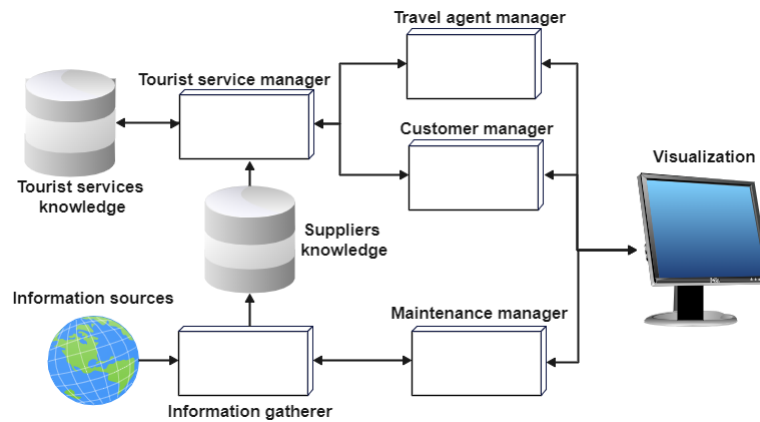 Travel agent manager
Tourist service manager
Customer manager
Visualization
Tourist services
knowledge
Suppliers
knowledge
Information sources
Maintenance manager
Information gatherer